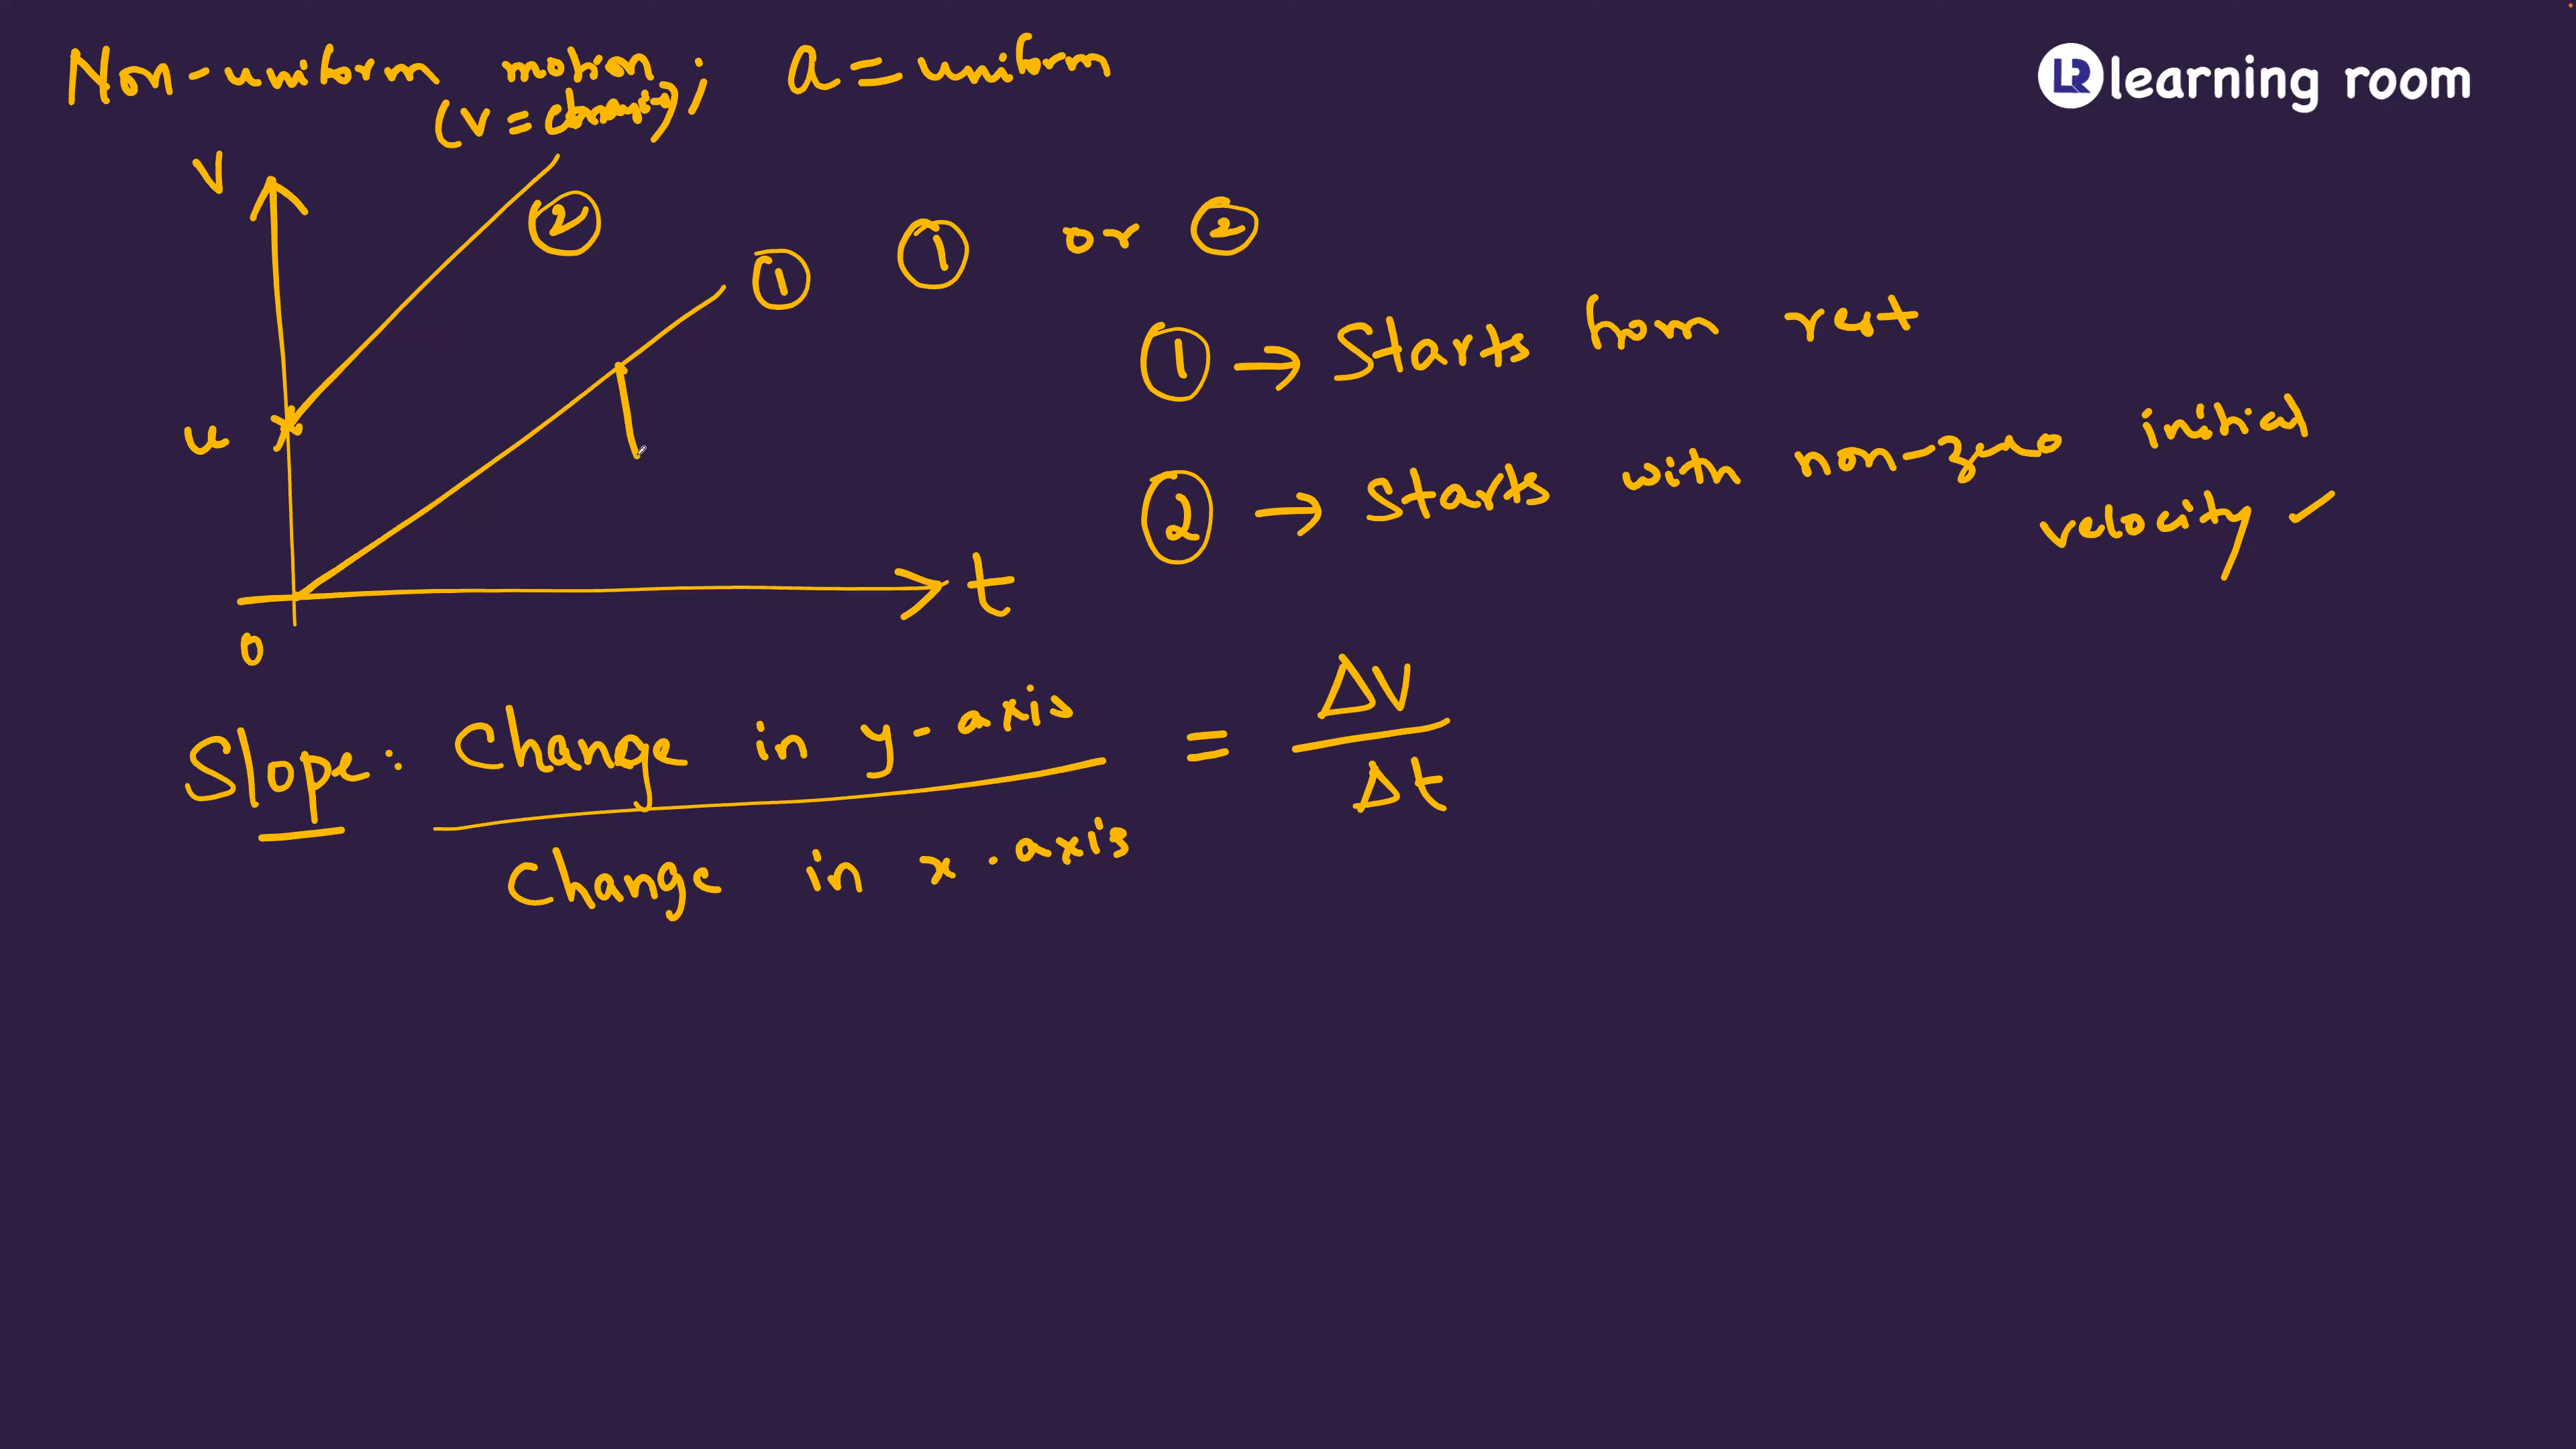 Non-uniform motion ; a = uniform
(v = changing)
learning room
V
②
① ① or ②
① → Starts from rest
u
② → Starts with non-zero initial
velocity ✓
t
0
Slope: Change in y-axis = ΔV
Change in x-axis Δt